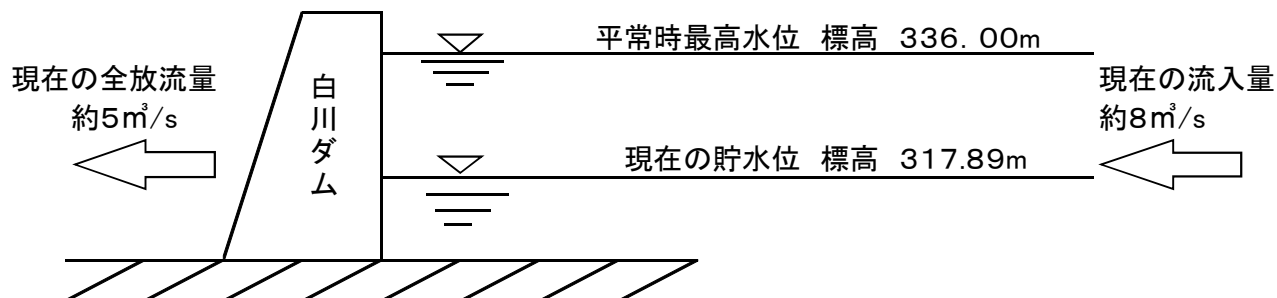 平常時最高水位 標高 336.00m
現在の全放流量
約5㎥/s
白川ダム
現在の流入量
約8㎥/s
現在の貯水位 標高 317.89m